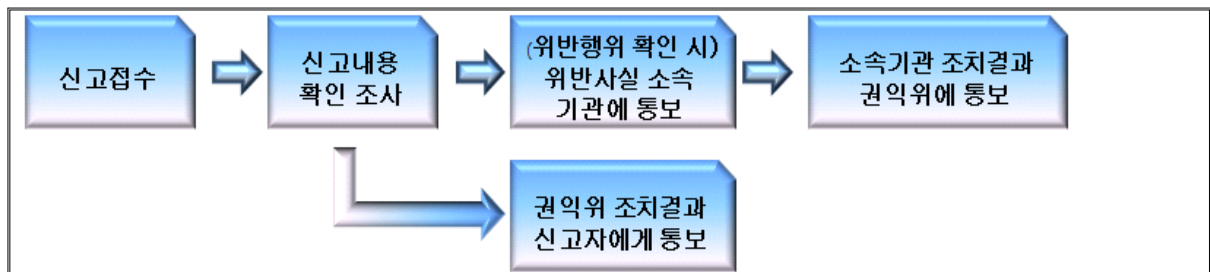 신고접수
신고내용
확인 조사
(위반행위 확인 시)
위반사실 소속
기관에 통보
소속기관 조치결과
권익위에 통보
권익위 조치결과
신고자에게 통보